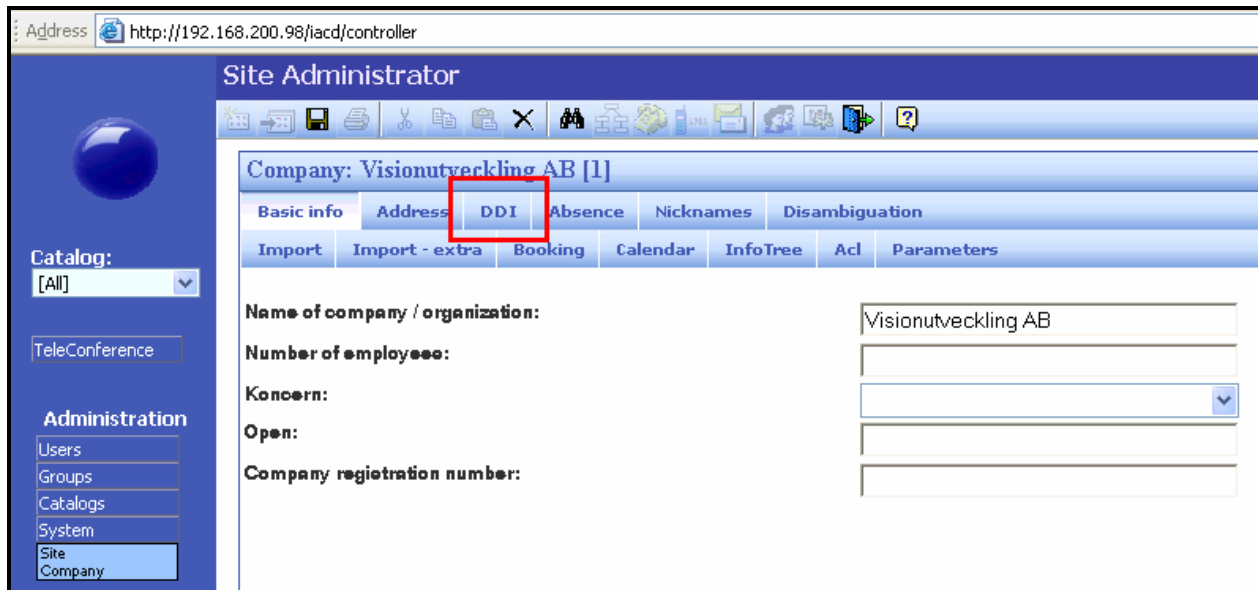 Address http://192.168.200.98/iacd/controller
Site Administrator
SMS
Company: Visionutveckling AB [1]
Basic info Address DDI Absence Nicknames Disambiguation
Import Import - extra Booking Calendar InfoTree Acl Parameters
Catalog:
[All]
TeleConference
Administration
Users
Groups
Catalogs
System
Site
Company
Name of company / organization: Visionutveckling AB
Number of employees:
Koncern:
Open:
Company registration number: